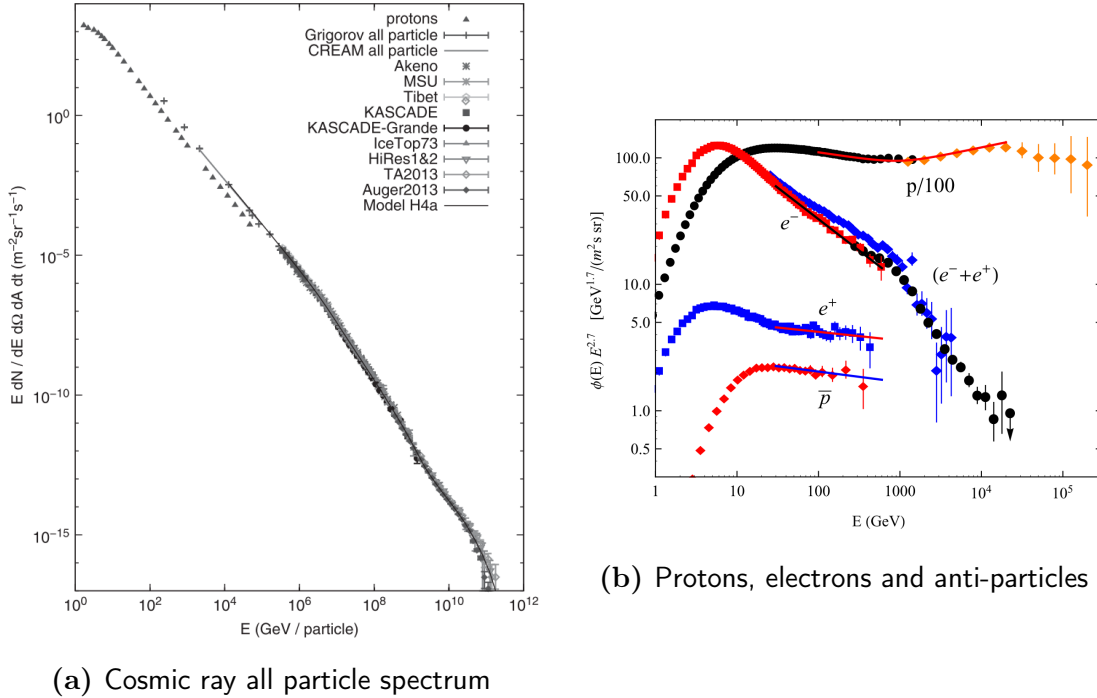 protons
Grigorov all particle
CREAM all particle
Akeno
MSU
Tibet
KASCADE
KASCADE-Grande
IceTop73
HiRes1&2
TA2013
Auger2013
Model H4a
E dN / dE dΩ dA dt (m⁻²sr⁻¹s⁻¹)
10⁰
10⁻⁵
10⁻¹⁰
10⁻¹⁵
10⁰ 10² 10⁴ 10⁶ 10⁸ 10¹⁰ 10¹²
E (GeV / particle)
(a) Cosmic ray all particle spectrum
ϕ(E) E^2.7 [GeV^1.7/(m²s sr)]
100.0
50.0
10.0
5.0
1.0
0.5
p/100
e⁻
(e⁻+e⁺)
e⁺
p̅
1 10 100 1000 10⁴ 10⁵
E (GeV)
(b) Protons, electrons and anti-particles